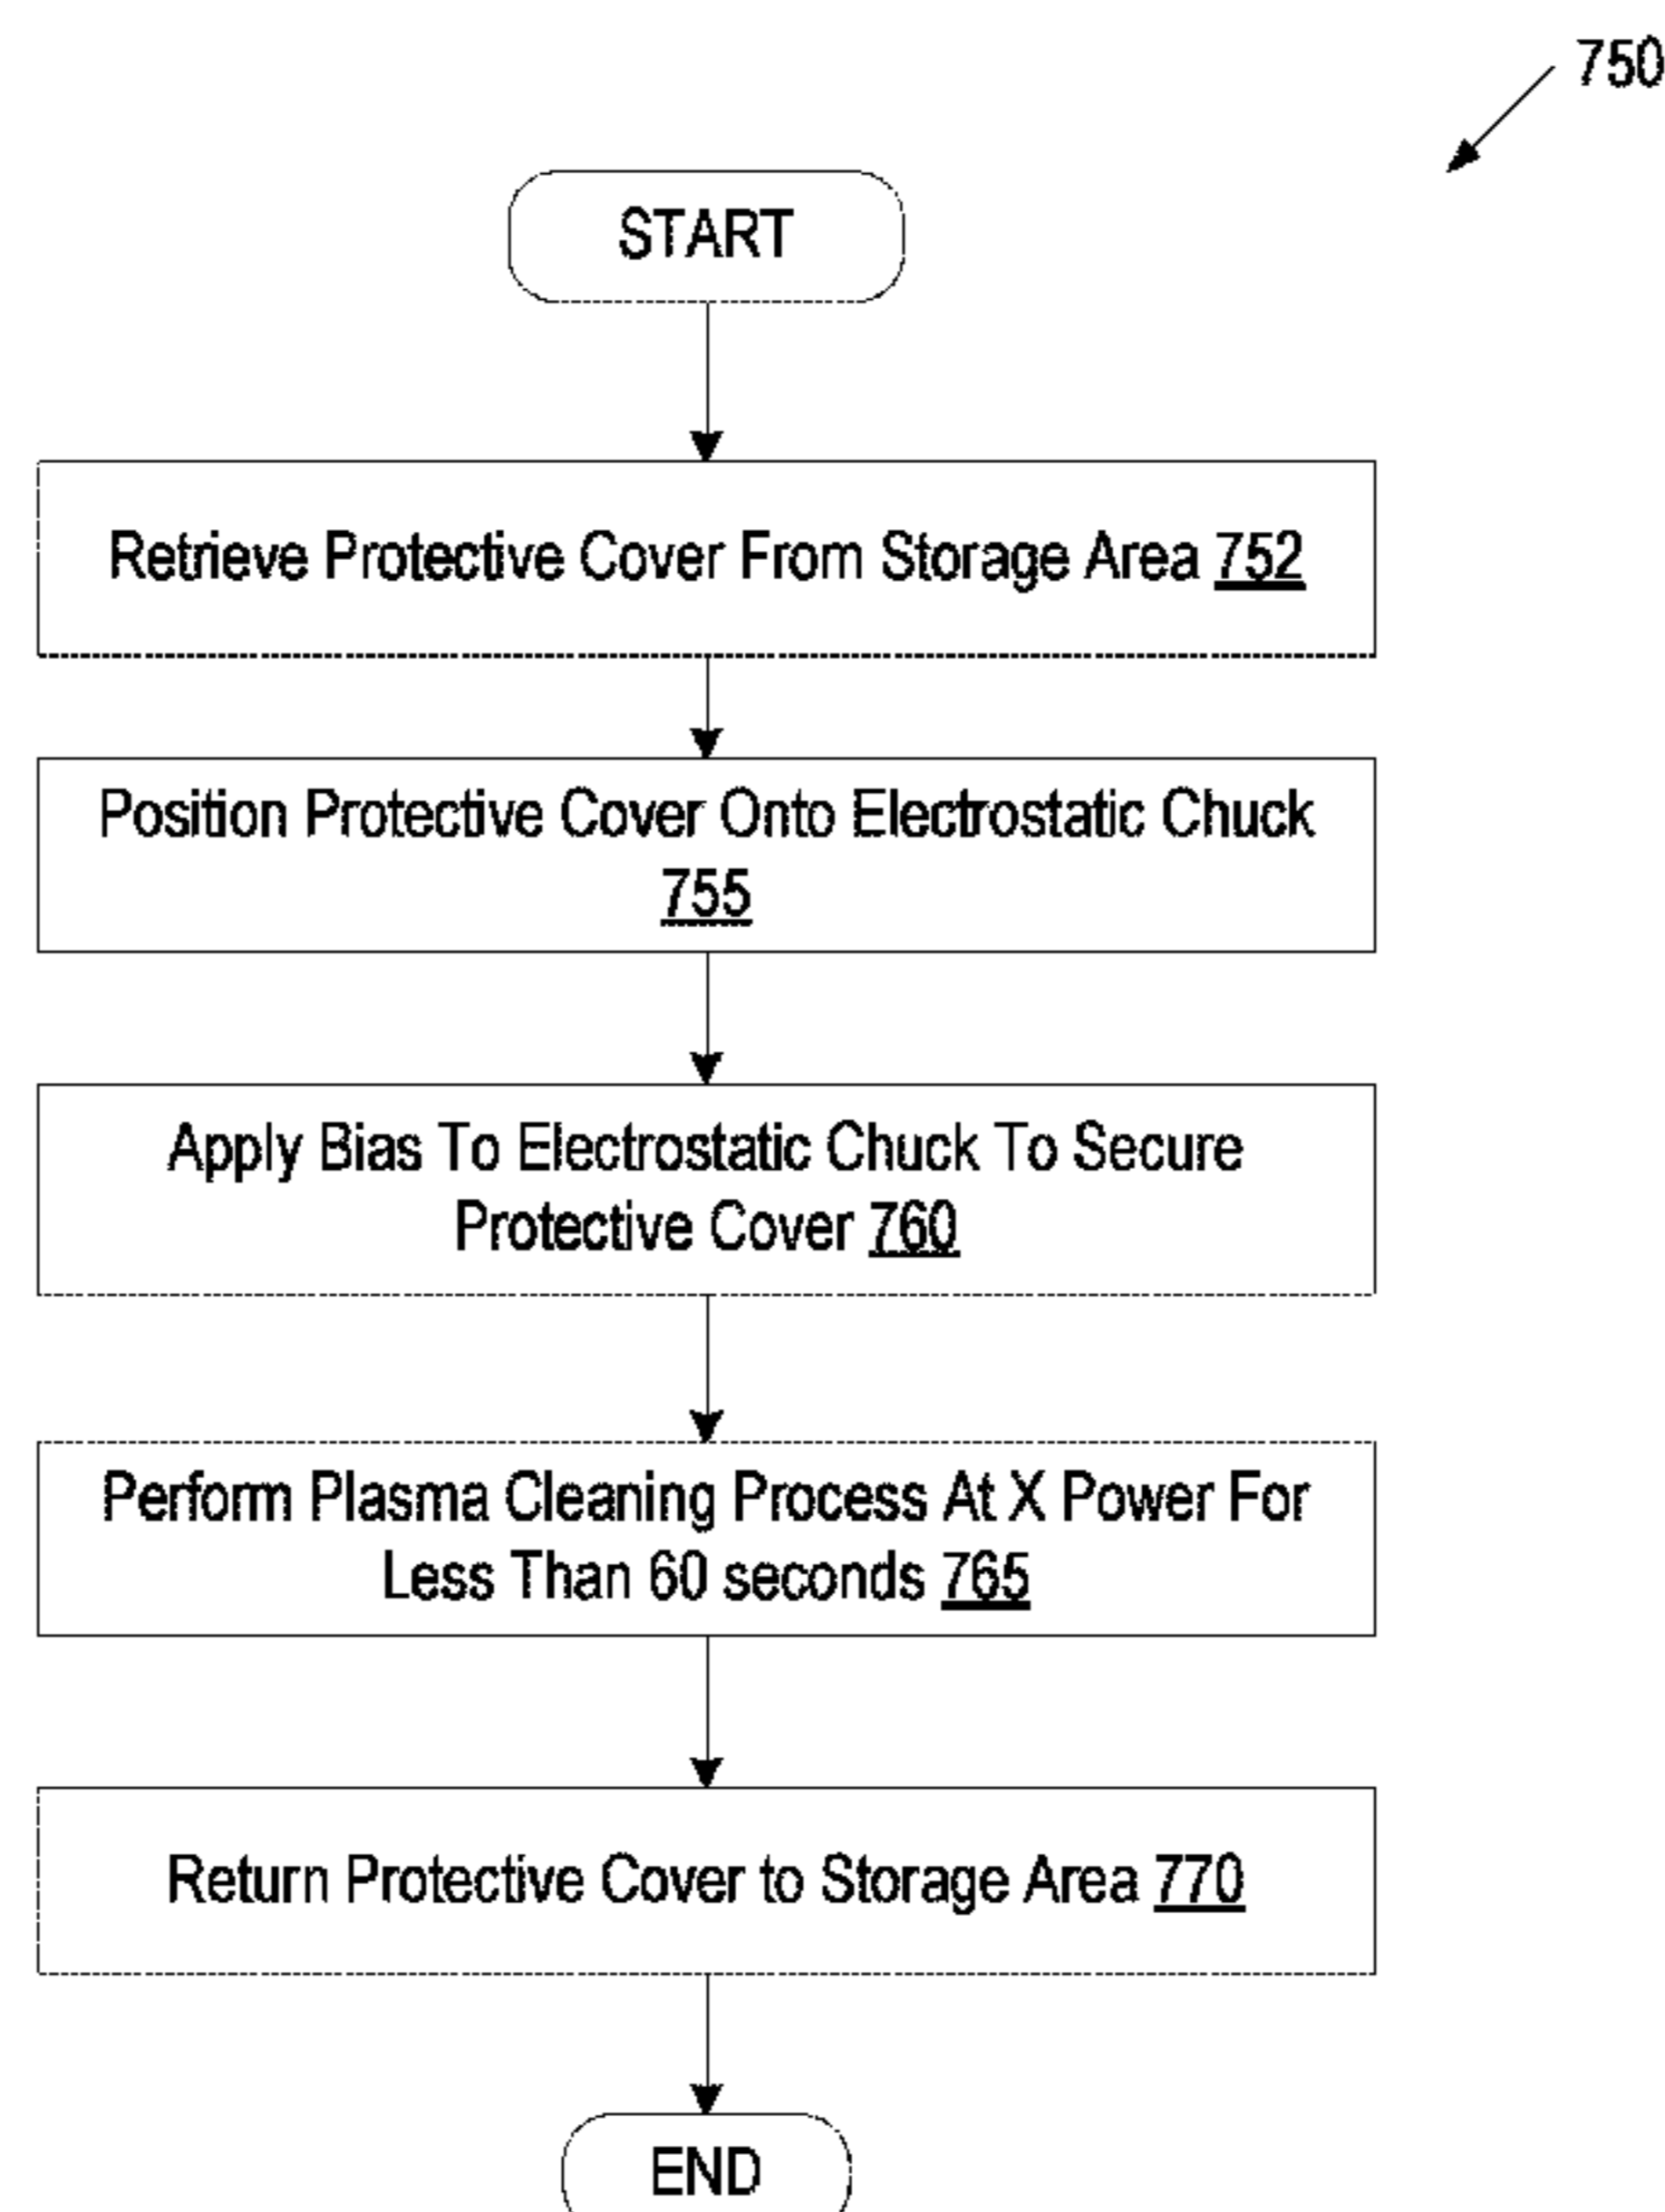 750
START
Retrieve Protective Cover From Storage Area 752
Position Protective Cover Onto Electrostatic Chuck
755
Apply Bias To Electrostatic Chuck To Secure
Protective Cover 760
Perform Plasma Cleaning Process At X Power For
Less Than 60 seconds 765
Return Protective Cover to Storage Area 770
END